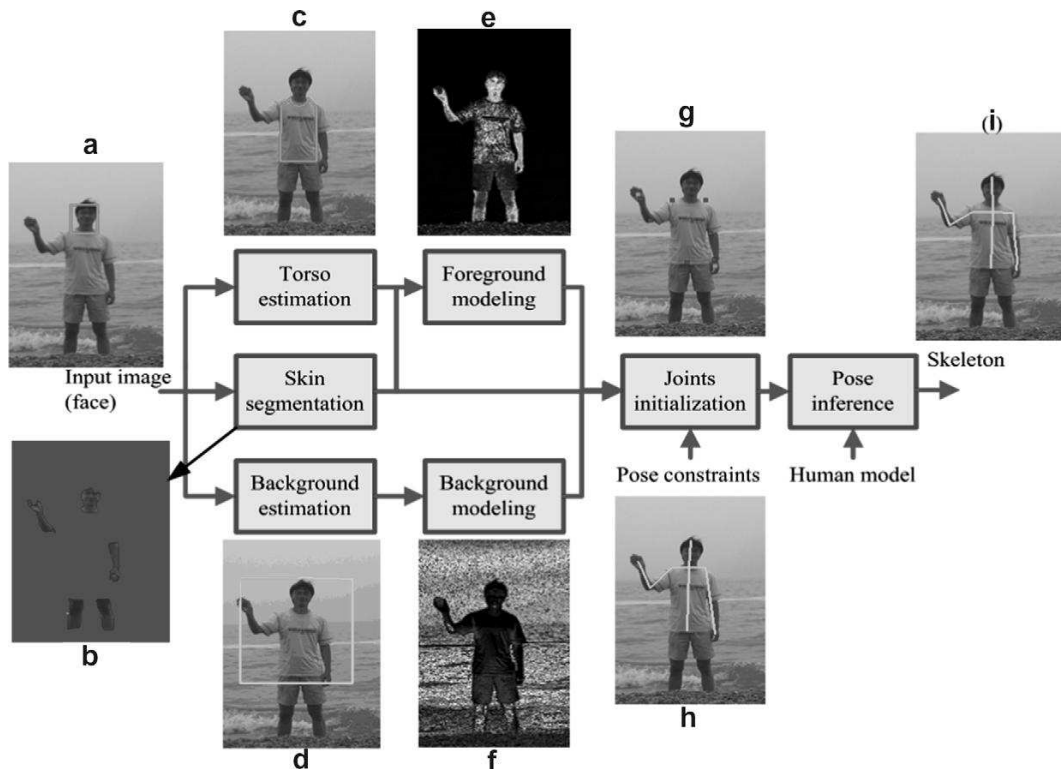 c
e
a
g
(i)
Torso
estimation
Foreground
modeling
Input image
(face)
Skin
segmentation
Joints
initialization
Pose
inference
Skeleton
Background
estimation
Background
modeling
Pose constraints
Human model
b
d
f
h